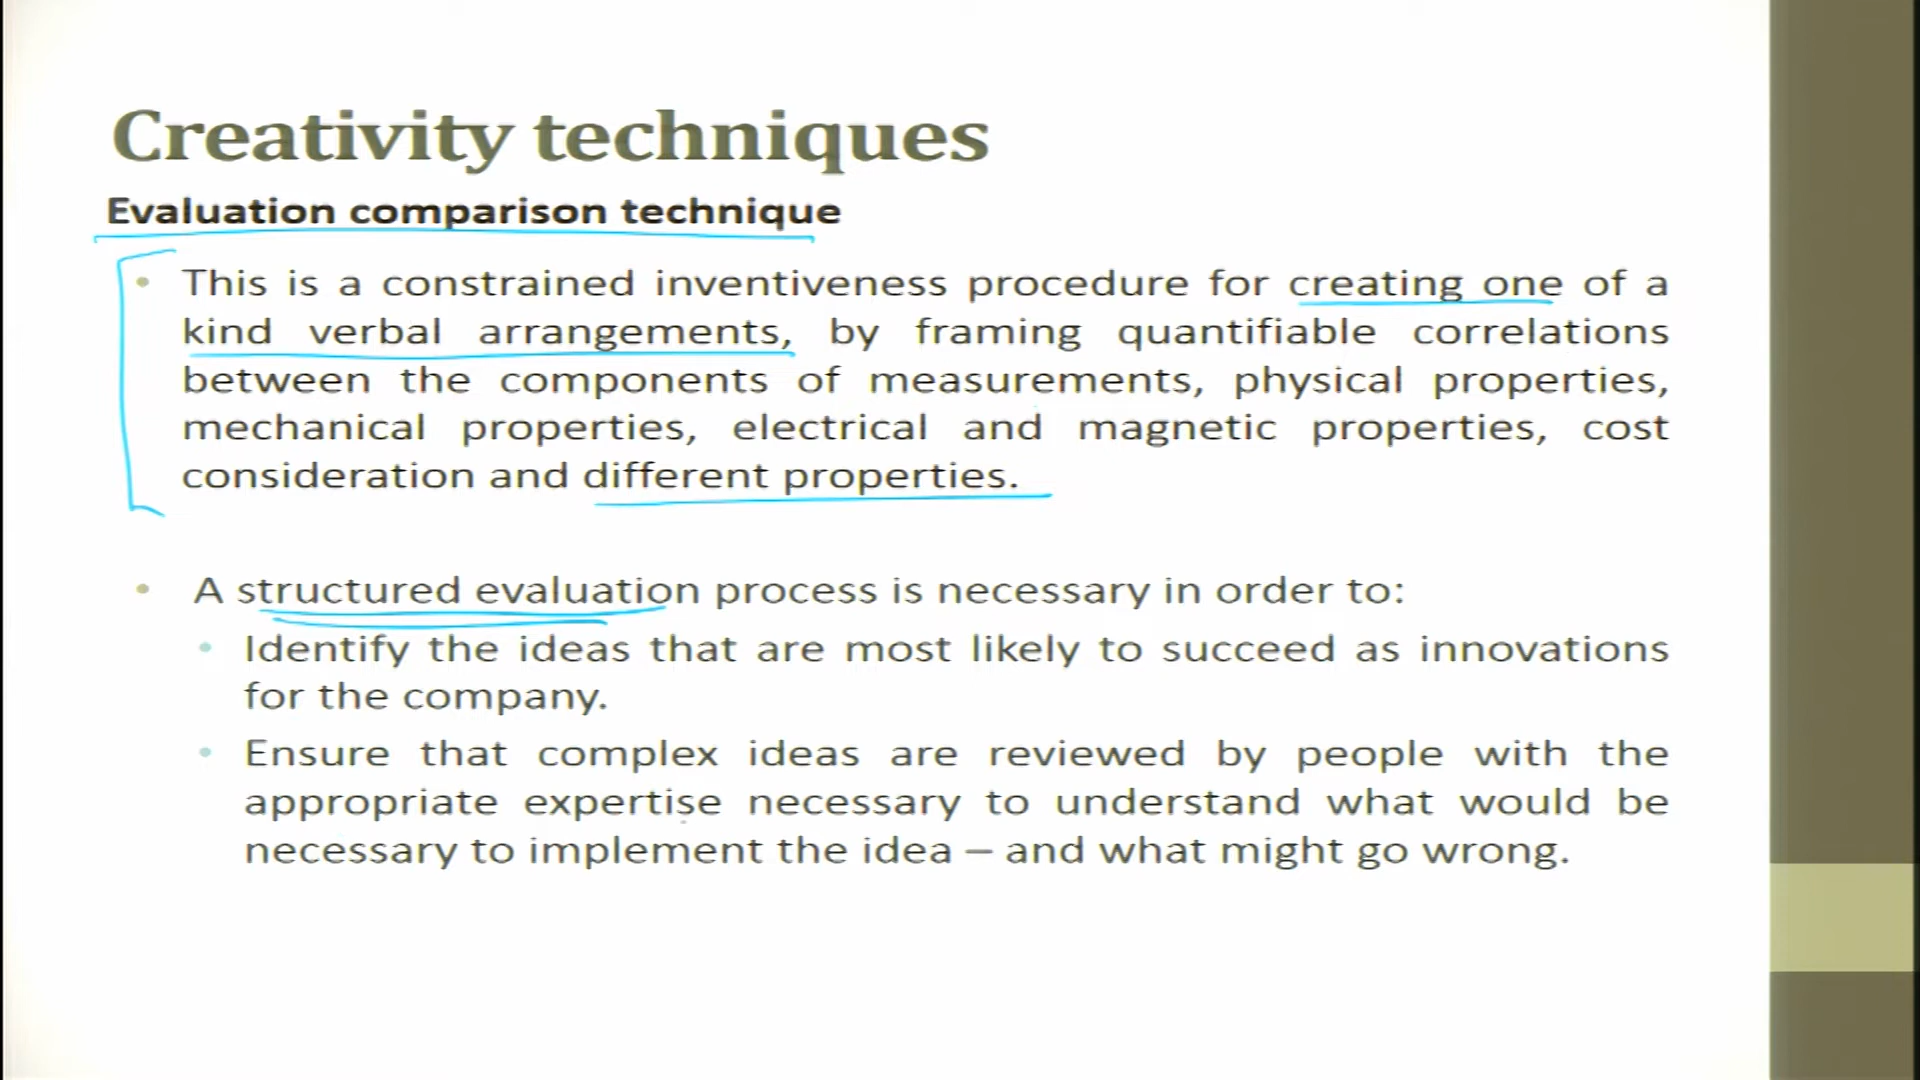 Creativity techniques
Evaluation comparison technique
• This is a constrained inventiveness procedure for creating one of a
kind verbal arrangements, by framing quantifiable correlations
between the components of measurements, physical properties,
mechanical properties, electrical and magnetic properties, cost
consideration and different properties.
• A structured evaluation process is necessary in order to:
• Identify the ideas that are most likely to succeed as innovations
for the company.
• Ensure that complex ideas are reviewed by people with the
appropriate expertise necessary to understand what would be
necessary to implement the idea – and what might go wrong.